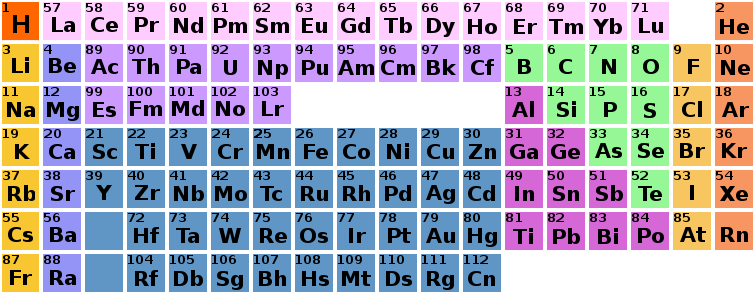 1 57 58 59 60 61 62 63 64 65 66 67 68 69 70 71 2
H La Ce Pr Nd Pm Sm Eu Gd Tb Dy Ho Er Tm Yb Lu He
3 4 89 90 91 92 93 94 95 96 97 98 5 6 7 8 9 10
Li Be Ac Th Pa U Np Pu Am Cm Bk Cf B C N O F Ne
11 12 99 100 101 102 103 13 14 15 16 17 18
Na Mg Es Fm Md No Lr Al Si P S Cl Ar
19 20 21 22 23 24 25 26 27 28 29 30 31 32 33 34 35 36
K Ca Sc Ti V Cr Mn Fe Co Ni Cu Zn Ga Ge As Se Br Kr
37 38 39 40 41 42 43 44 45 46 47 48 49 50 51 52 53 54
Rb Sr Y Zr Nb Mo Tc Ru Rh Pd Ag Cd In Sn Sb Te I Xe
55 56 72 73 74 75 76 77 78 79 80 81 82 83 84 85
Cs Ba Hf Ta W Re Os Ir Pt Au Hg Ti Pb Bi Po At Rn
87 88 104 105 106 107 108 109 110 111 112
Fr Ra Rf Db Sg Bh Hs Mt Ds Rg Cn